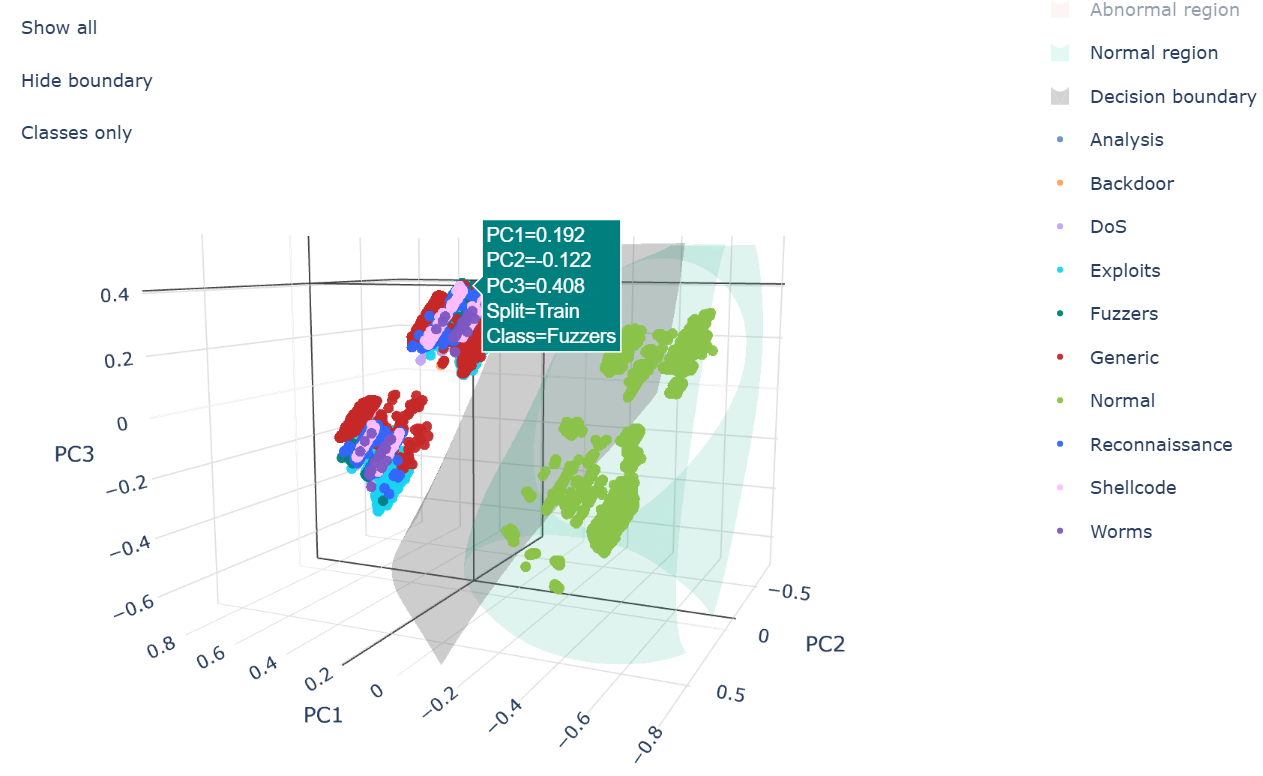 Show all
Hide boundary
Classes only
Abnormal region
Normal region
Decision boundary
Analysis
Backdoor
DoS
Exploits
Fuzzers
Generic
Normal
Reconnaissance
Shellcode
Worms
PC1=0.192
PC2=-0.122
PC3=0.408
Split=Train
Class=Fuzzers
0.4
0.2
0
−0.2
−0.4
−0.6
PC3
0.8
0.6
0.4
0.2
0
−0.2
−0.4
−0.6
−0.8
PC1
−0.5
0
0.5
PC2